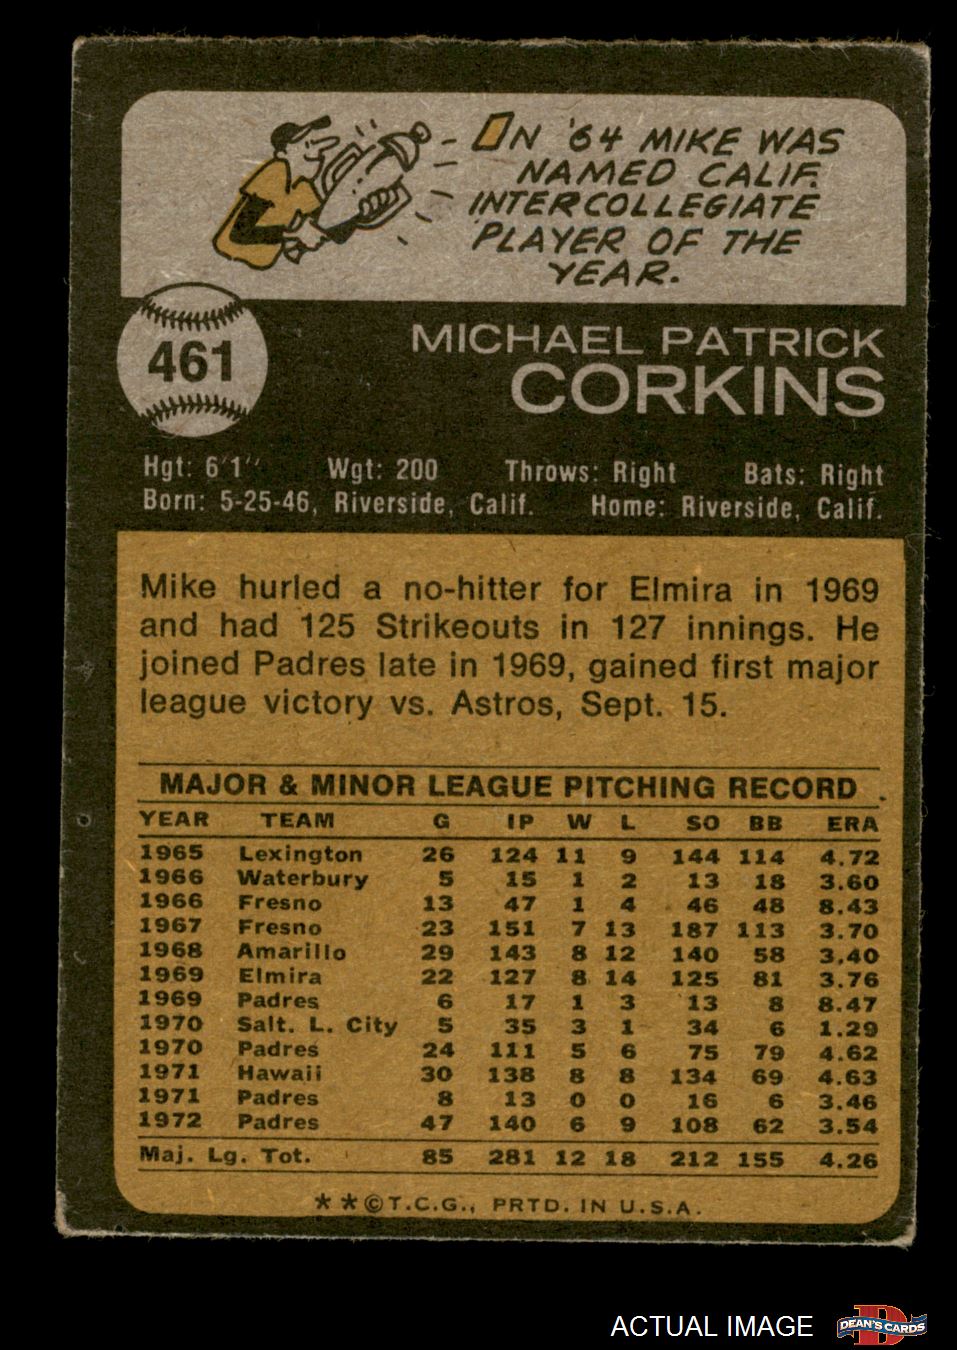 IN '64 MIKE WAS
NAMED CALIF.
INTERCOLLEGIATE
PLAYER OF THE
YEAR.
461
MICHAEL PATRICK
CORKINS
Hgt: 6'1" Wgt: 200 Throws: Right Bats: Right
Born: 5-25-46, Riverside, Calif. Home: Riverside, Calif.
Mike hurled a no-hitter for Elmira in 1969
and had 125 Strikeouts in 127 innings. He
joined Padres late in 1969, gained first major
league victory vs. Astros, Sept. 15.
MAJOR & MINOR LEAGUE PITCHING RECORD
YEAR TEAM G IP W L SO BB ERA
1965 Lexington 26 124 11 9 144 114 4.72
1966 Waterbury 5 15 1 2 13 18 3.60
1966 Fresno 13 47 1 4 46 48 8.43
1967 Fresno 23 151 7 13 187 113 3.70
1968 Amarillo 29 143 8 12 140 58 3.40
1969 Elmira 22 127 8 14 125 81 3.76
1969 Padres 6 17 1 3 13 8 8.47
1970 Salt. L. City 5 35 3 1 34 6 1.29
1970 Padres 24 111 5 6 75 79 4.62
1971 Hawaii 30 138 8 8 134 69 4.63
1971 Padres 8 13 0 0 16 6 3.46
1972 Padres 47 140 6 9 108 62 3.54
Maj. Lg. Tot. 85 281 12 18 212 155 4.26
**©T.C.G., PRTD. IN U.S.A.
ACTUAL IMAGE
D
DEAN'S CARDS